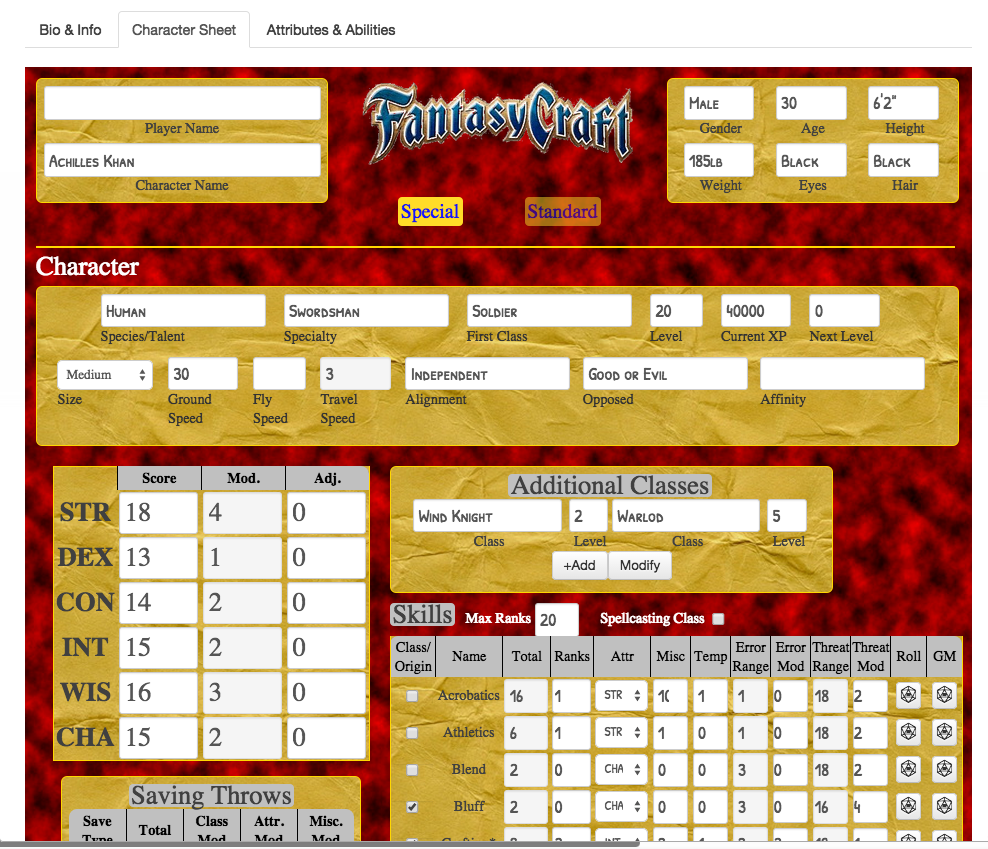 Bio & Info Character Sheet Attributes & Abilities
Player Name
Achilles Khan
Character Name
FantasyCraft
Special Standard
Male 30 6'2"
Gender Age Height
185lb Black Black
Weight Eyes Hair
Character
Human Swordsman Soldier 20 40000 0
Species/Talent Specialty First Class Level Current XP Next Level
Medium 30 3 Independent Good or Evil
Size Ground Speed Fly Speed Travel Speed Alignment Opposed Affinity
Score Mod. Adj.
STR 18 4 0
DEX 13 1 0
CON 14 2 0
INT 15 2 0
WIS 16 3 0
CHA 15 2 0
Saving Throws
Save Type Total Class Mod. Attr. Mod. Misc. Mod.
Additional Classes
Wind Knight 2 Warlod 5
Class Level Class Level
+Add Modify
Skills Max Ranks 20 Spellcasting Class
Class/Origin Name Total Ranks Attr Misc Temp Error Range Error Mod Threat Range Threat Mod Roll GM
Acrobatics 16 1 STR 10 1 1 0 18 2
Athletics 6 1 STR 1 0 1 0 18 2
Blend 2 0 CHA 0 0 3 0 18 2
Bluff 2 0 CHA 0 0 3 0 16 4